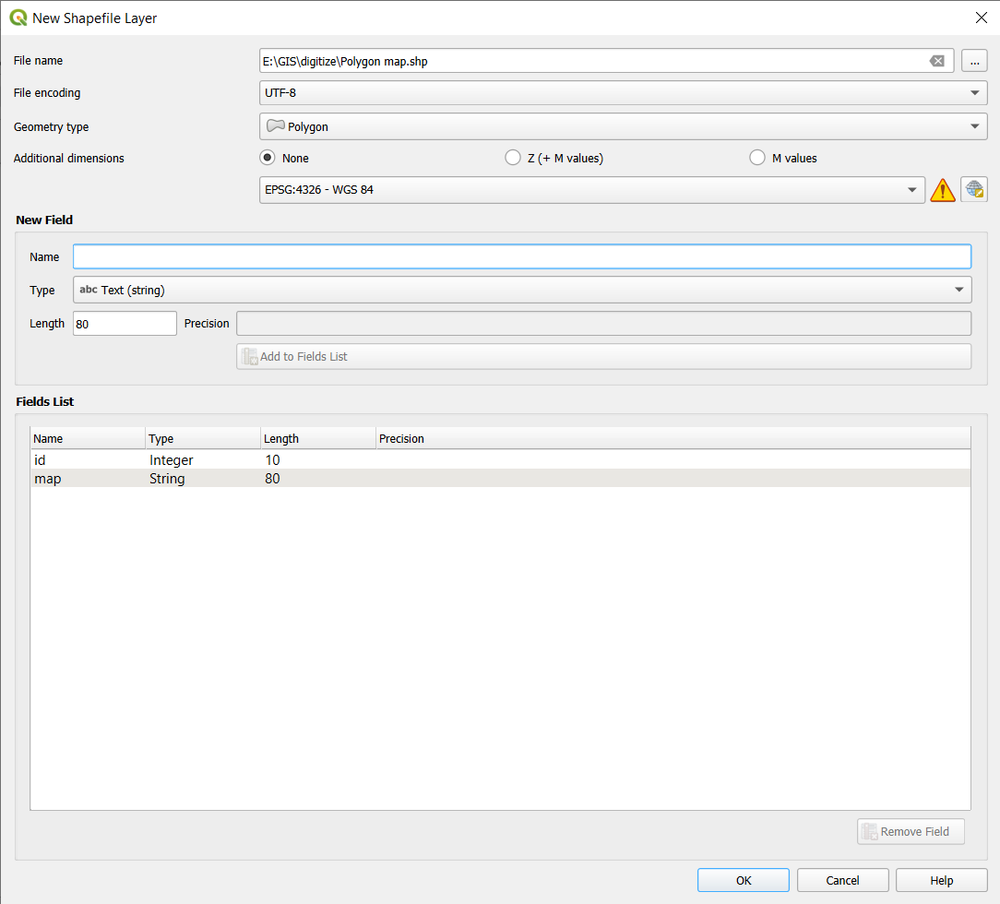 New Shapefile Layer
File name E:\GIS\digitize\Polygon map.shp ...
File encoding UTF-8
Geometry type Polygon
Additional dimensions None Z (+ M values) M values
EPSG:4326 - WGS 84
New Field
Name
Type abc Text (string)
Length 80 Precision
Add to Fields List
Fields List
Name Type Length Precision
id Integer 10
map String 80
Remove Field
OK Cancel Help